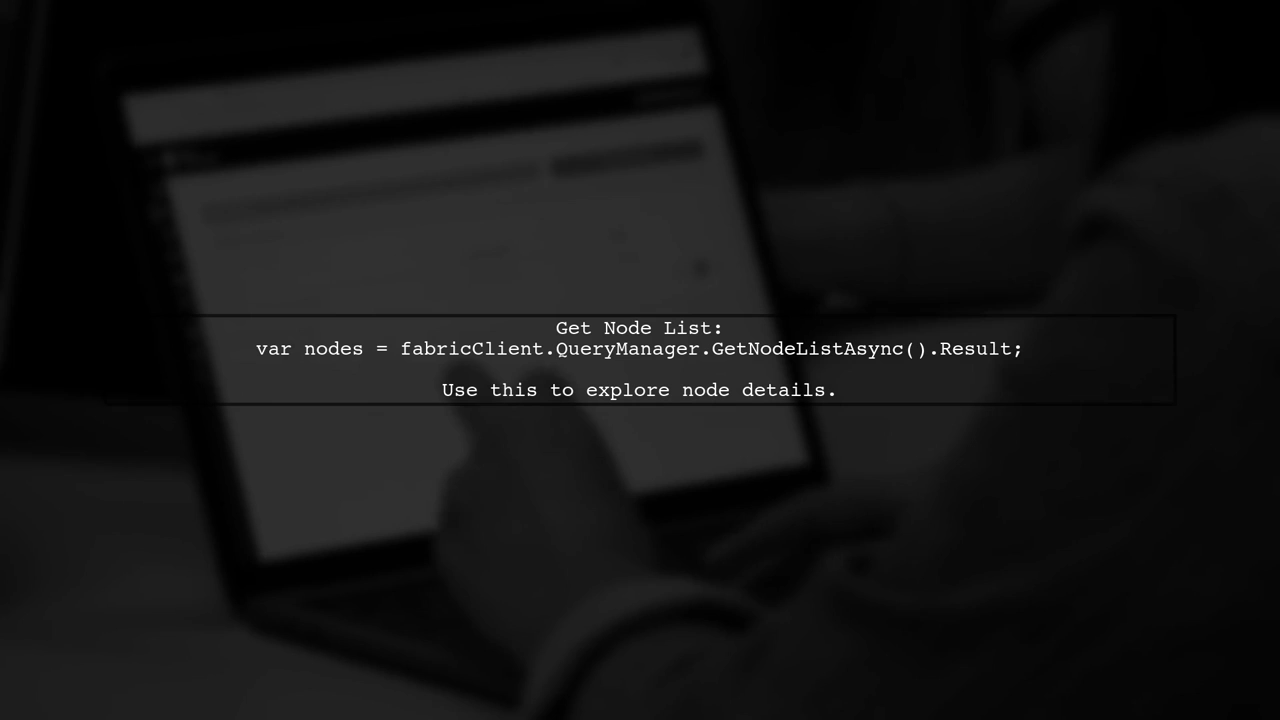 Get Node List:
var nodes = fabricClient.QueryManager.GetNodeListAsync().Result;
Use this to explore node details.